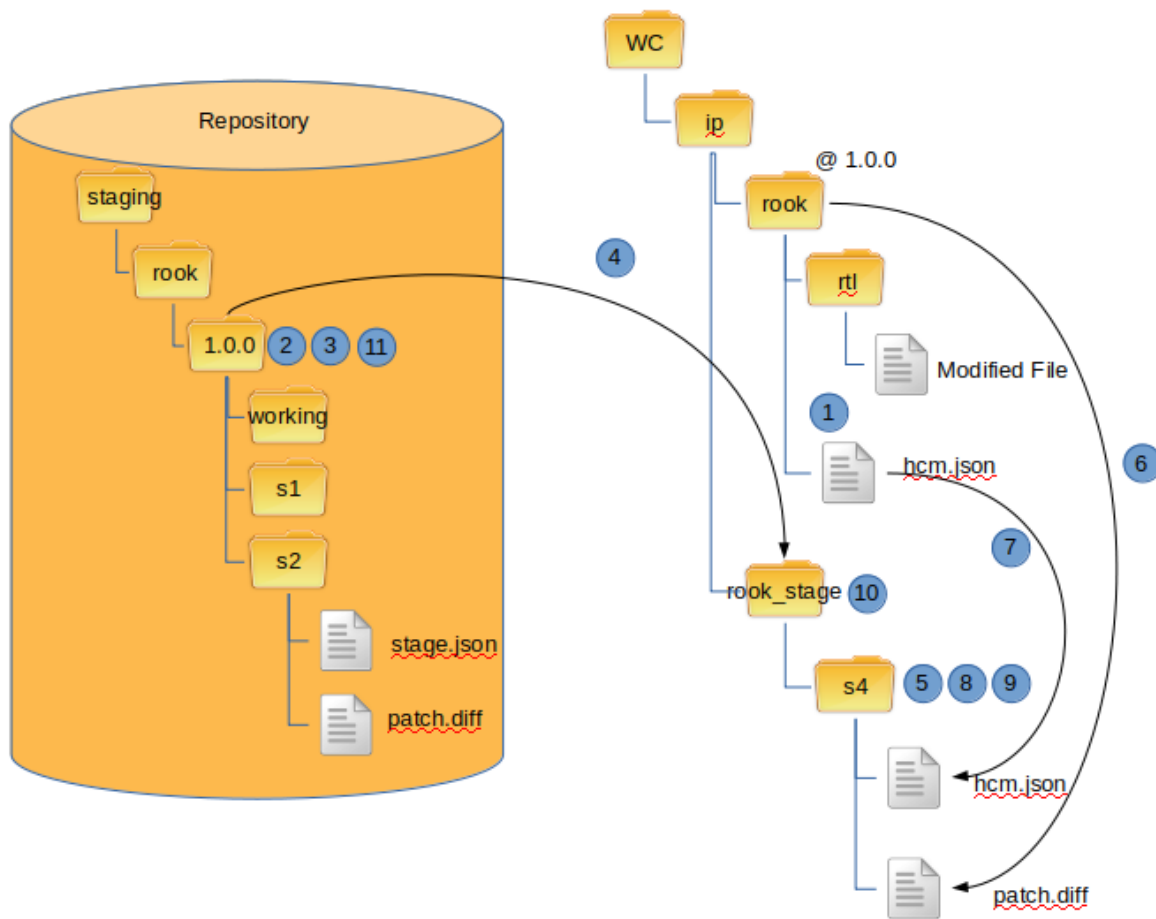 WC
Repository
ip
@ 1.0.0
staging
rook
4
rook
rtl
1.0.0
2
3
11
Modified File
working
1
hcm.json
6
s1
7
s2
rook_stage
10
stage.json
s4
5
8
9
patch.diff
hcm.json
patch.diff